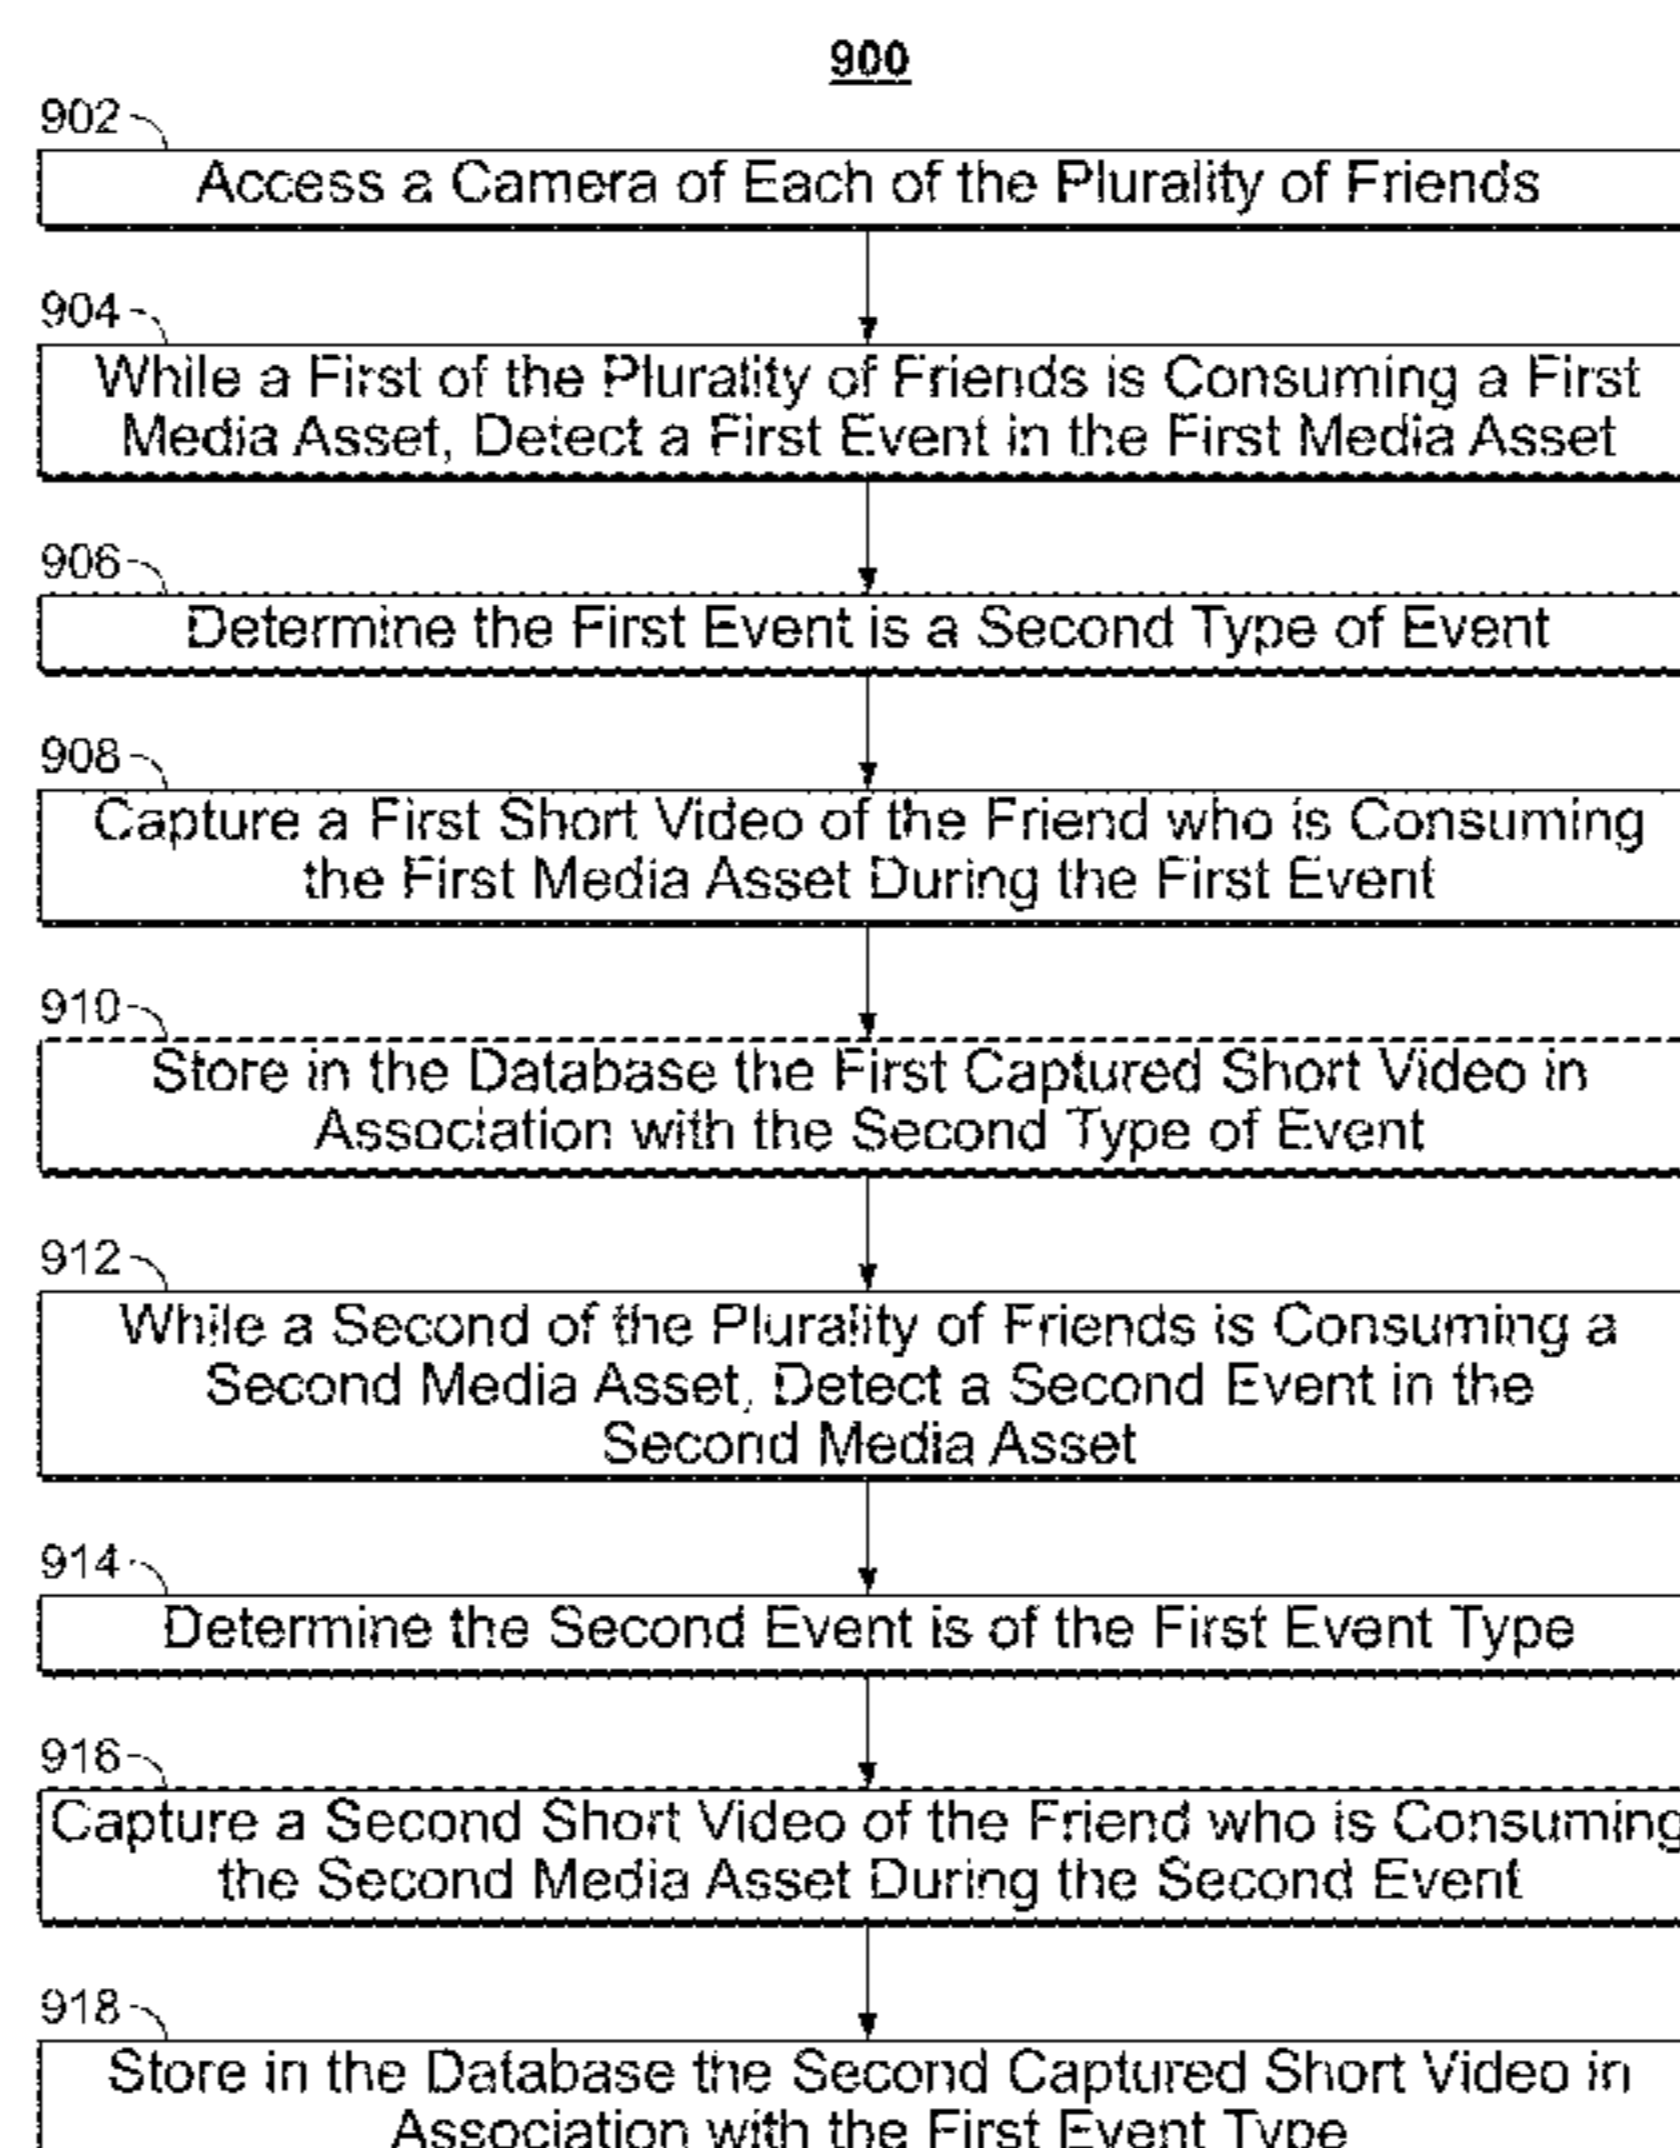 900
902
Access a Camera of Each of the Plurality of Friends
904
While a First of the Plurality of Friends is Consuming a First
Media Asset, Detect a First Event in the First Media Asset
906
Determine the First Event is a Second Type of Event
908
Capture a First Short Video of the Friend who is Consuming
the First Media Asset During the First Event
910
Store in the Database the First Captured Short Video in
Association with the Second Type of Event
912
While a Second of the Plurality of Friends is Consuming a
Second Media Asset, Detect a Second Event in the
Second Media Asset
914
Determine the Second Event is of the First Event Type
916
Capture a Second Short Video of the Friend who is Consuming
the Second Media Asset During the Second Event
918
Store in the Database the Second Captured Short Video in
Association with the First Event Type